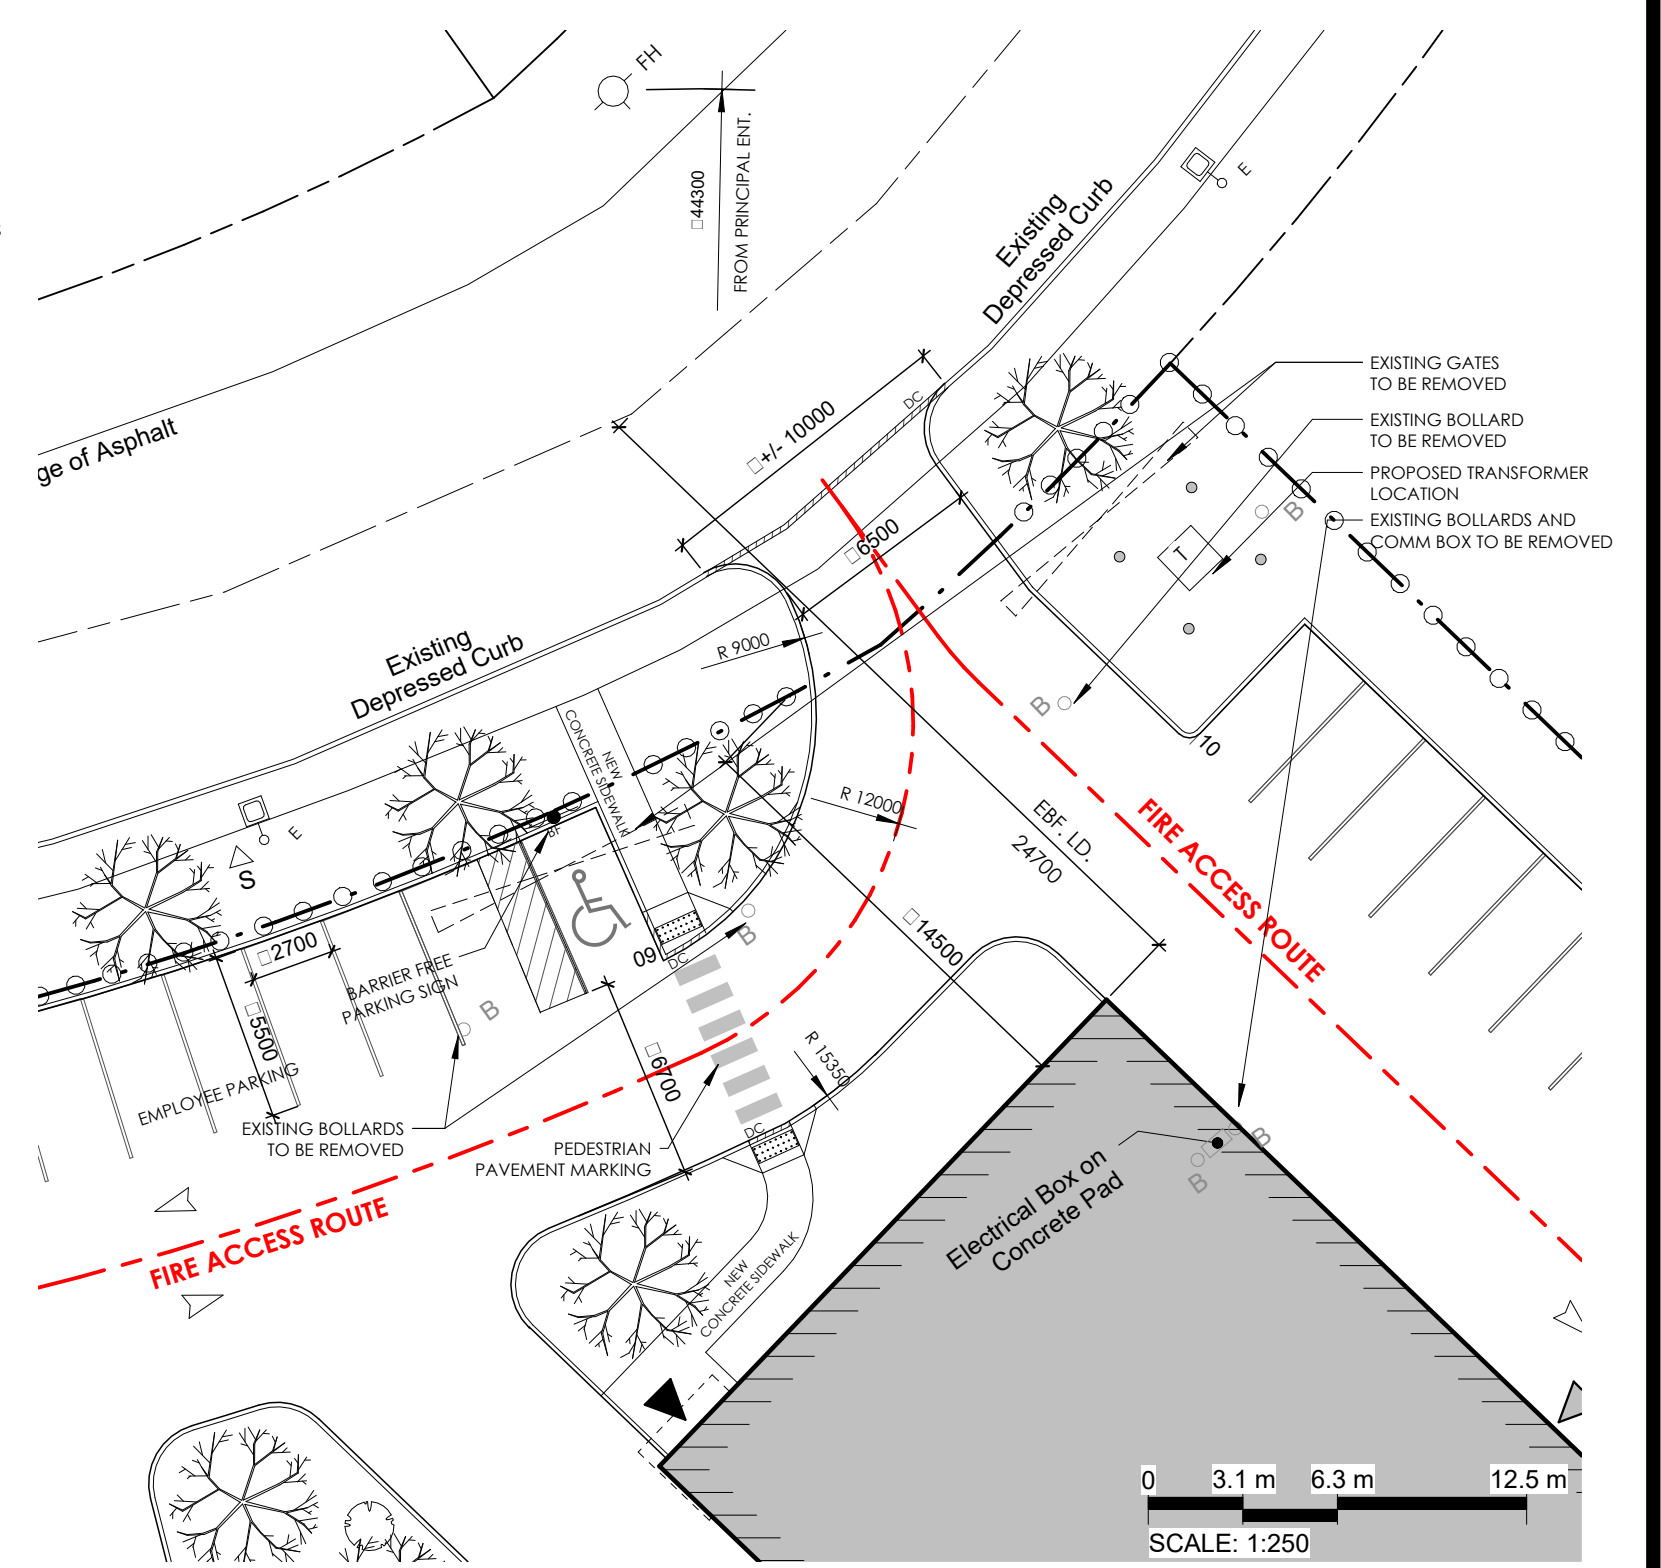 FH
□44300
FROM PRINCIPAL ENT.
E
Existing
Depressed Curb
EXISTING GATES
TO BE REMOVED
EXISTING BOLLARD
TO BE REMOVED
PROPOSED TRANSFORMER
LOCATION
EXISTING BOLLARDS AND
COMM BOX TO BE REMOVED
DC
□+/- 10000
ge of Asphalt
□6500
B
T
R 9000
Existing
Depressed Curb
B
10
NEW
CONCRETE SIDEWALK
R 12000
EBF. LD.
24700
FIRE ACCESS ROUTE
E
S
BF
□14500
B
09
DC
□2700
BARRIER FREE
PARKING SIGN
B
□5500
□6700
R 15350
EMPLOYEE PARKING
EXISTING BOLLARDS
TO BE REMOVED
PEDESTRIAN
PAVEMENT MARKING
DC
B
B
Electrical Box on
Concrete Pad
FIRE ACCESS ROUTE
NEW
CONCRETE SIDEWALK
0 3.1 m 6.3 m 12.5 m
SCALE: 1:250